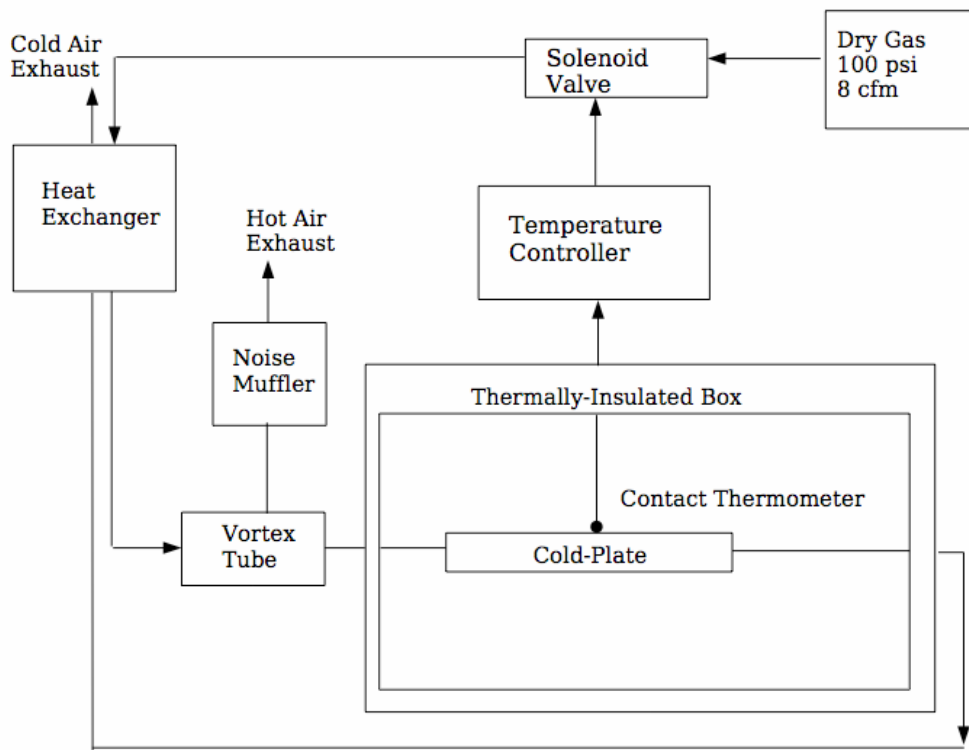 Cold Air
Exhaust
Solenoid
Valve
Dry Gas
100 psi
8 cfm
Heat
Exchanger
Hot Air
Exhaust
Temperature
Controller
Noise
Muffler
Thermally-Insulated Box
Contact Thermometer
Vortex
Tube
Cold-Plate